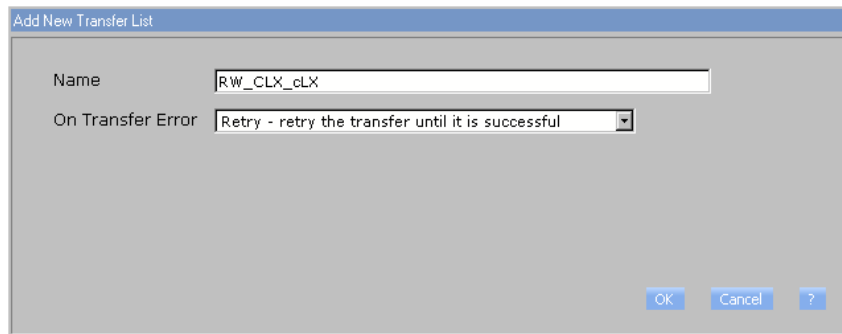 Add New Transfer List
Name RW_CLX_cLX
On Transfer Error Retry - retry the transfer until it is successful
OK Cancel ?